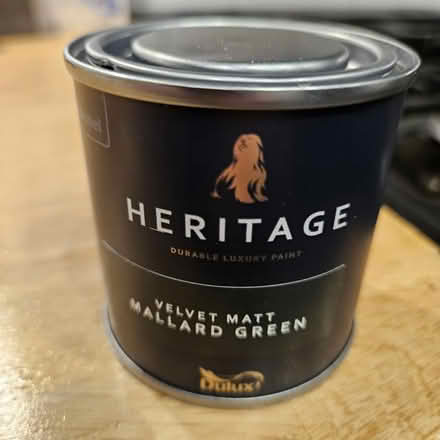 HERITAGE
DURABLE LUXURY PAINT
VELVET MATT
MALLARD GREEN
Dulux